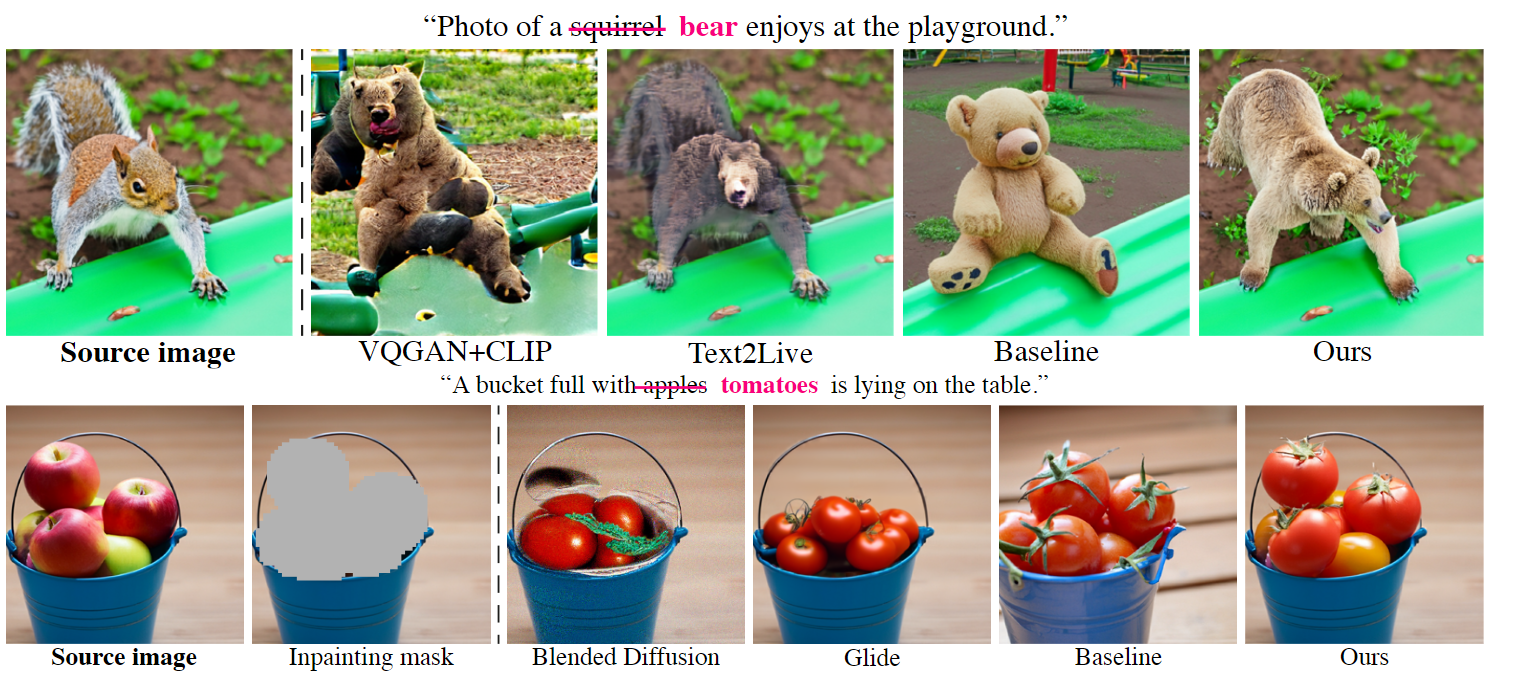 “Photo of a squirrel bear enjoys at the playground.”
Source image VQGAN+CLIP Text2Live Baseline Ours
“A bucket full with apples tomatoes is lying on the table.”
Source image Inpainting mask Blended Diffusion Glide Baseline Ours